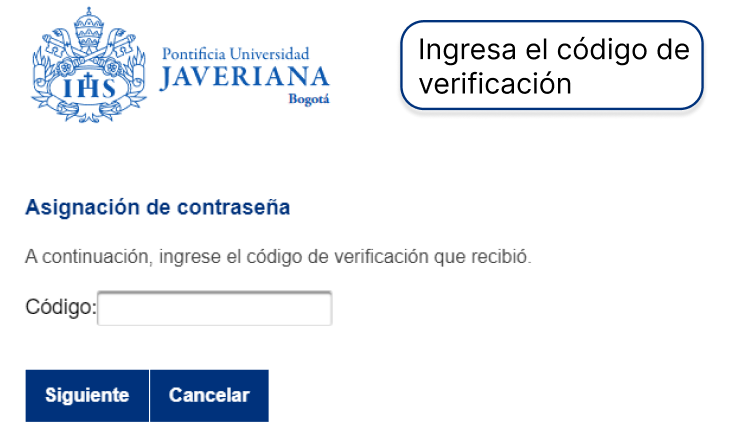 IHS
Pontificia Universidad
JAVERIANA
Bogotá
Ingresa el código de
verificación
Asignación de contraseña
A continuación, ingrese el código de verificación que recibió.
Código:
Siguiente Cancelar